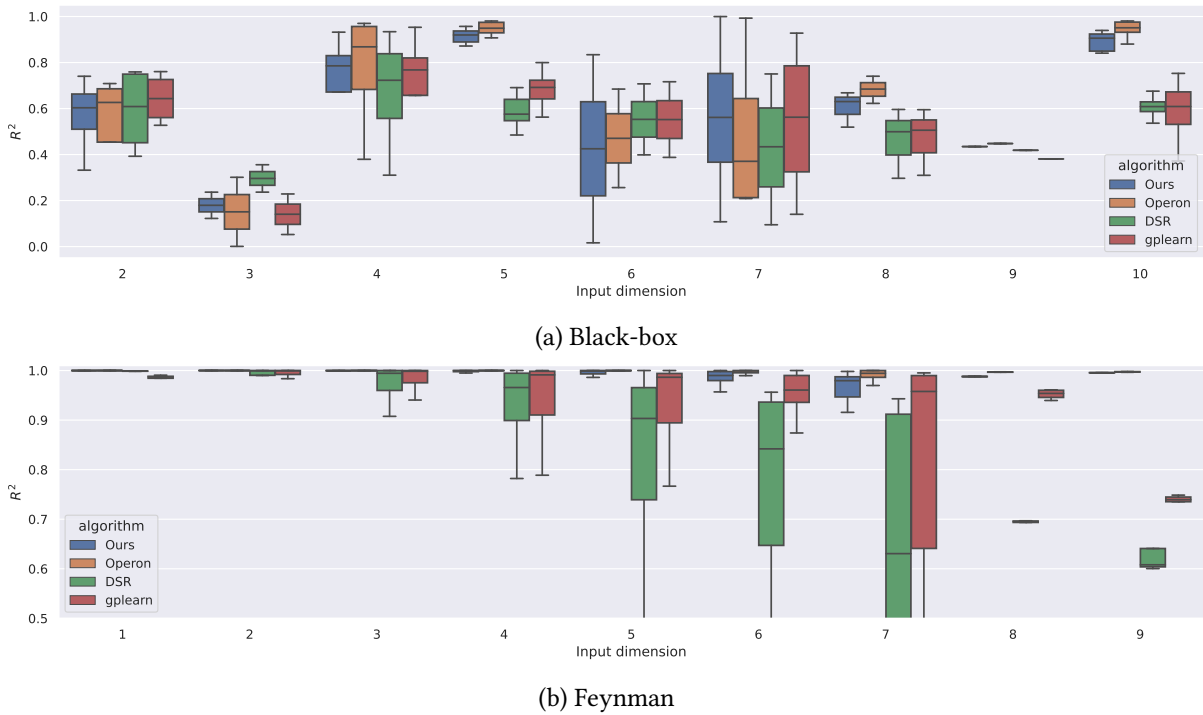 1.0
0.8
0.6
0.4
0.2
0.0
R²
algorithm
Ours
Operon
DSR
gplearn
2 3 4 5 6 7 8 9 10
Input dimension
(a) Black-box
1.0
0.9
0.8
0.7
0.6
0.5
R²
algorithm
Ours
Operon
DSR
gplearn
1 2 3 4 5 6 7 8 9
Input dimension
(b) Feynman